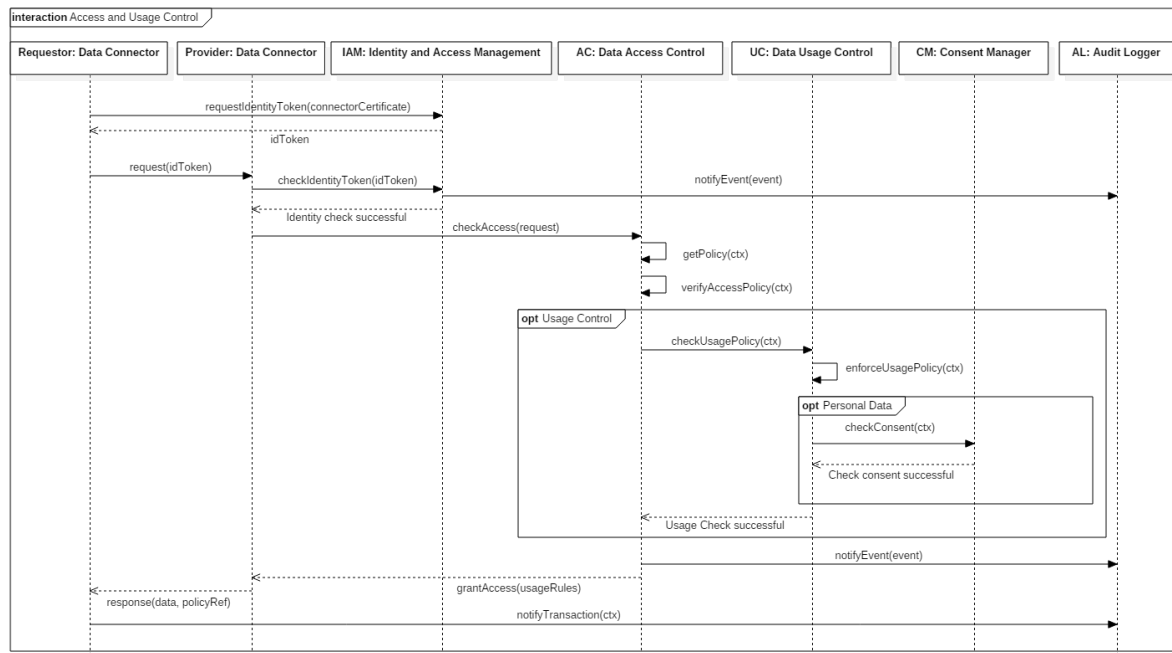 interaction Access and Usage Control
Requestor: Data Connector
Provider: Data Connector
IAM: Identity and Access Management
AC: Data Access Control
UC: Data Usage Control
CM: Consent Manager
AL: Audit Logger
requestIdentityToken(connectorCertificate)
idToken
request(idToken)
checkIdentityToken(idToken)
notifyEvent(event)
Identity check successful
checkAccess(request)
getPolicy(ctx)
verifyAccessPolicy(ctx)
opt Usage Control
checkUsagePolicy(ctx)
enforceUsagePolicy(ctx)
opt Personal Data
checkConsent(ctx)
Check consent successful
Usage Check successful
notifyEvent(event)
grantAccess(usageRules)
response(data, policyRef)
notifyTransaction(ctx)